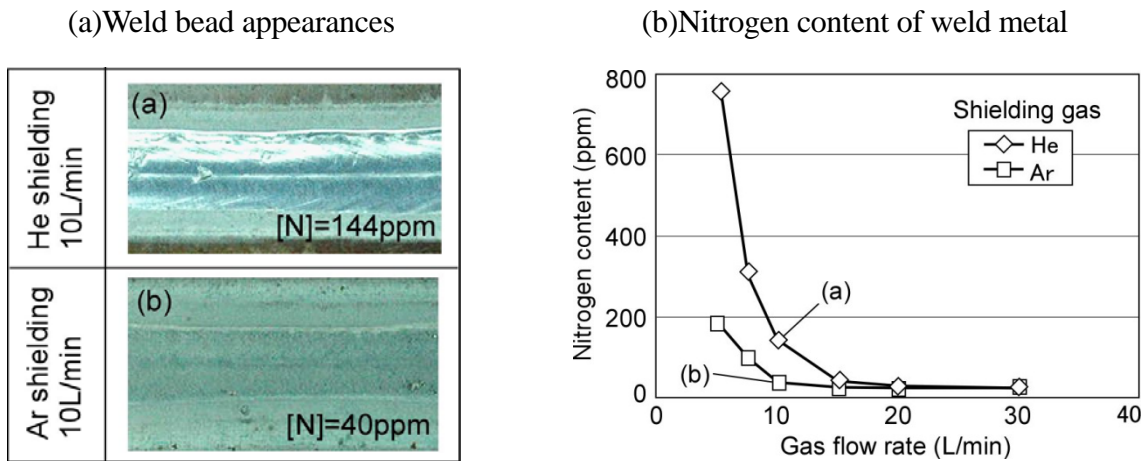 (a)Weld bead appearances
(b)Nitrogen content of weld metal
He shielding
10L/min
(a)
[N]=144ppm
Ar shielding
10L/min
(b)
[N]=40ppm
Nitrogen content (ppm)
800
600
400
200
0
Shielding gas
He
Ar
(a)
(b)
0
10
20
30
40
Gas flow rate (L/min)